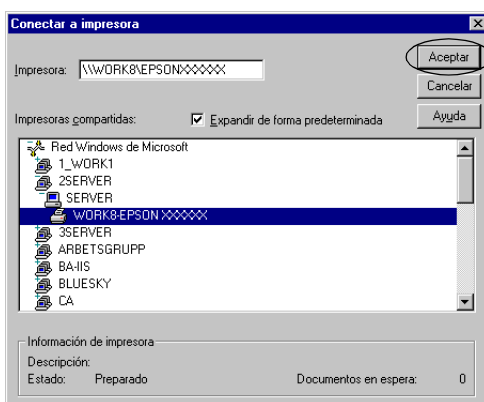 Conectar a impresora
Impresora: \\WORK8\EPSONXXXXXX
Aceptar
Cancelar
Impresoras compartidas:
Expandir de forma predeterminada
Ayuda
Red Windows de Microsoft
1_WORK1
2SERVER
SERVER
WORK8-EPSON XXXXXX
3SERVER
ARBETSGRUPP
BA-IIS
BLUESKY
CA
Información de impresora
Descripción:
Estado: Preparado Documentos en espera: 0